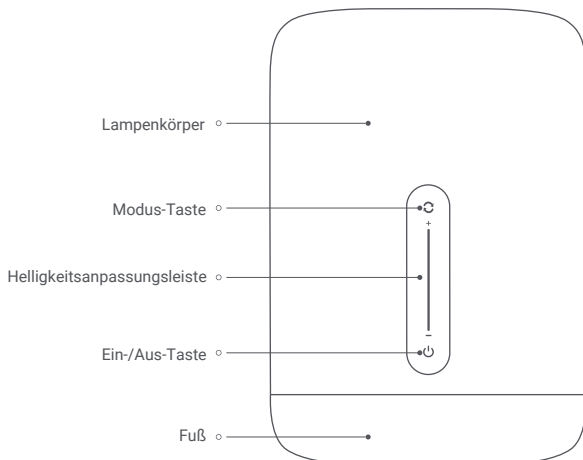 Lampenkörper
Modus-Taste
+
Helligkeitsanpassungsleiste
−
Ein-/Aus-Taste
Fuß